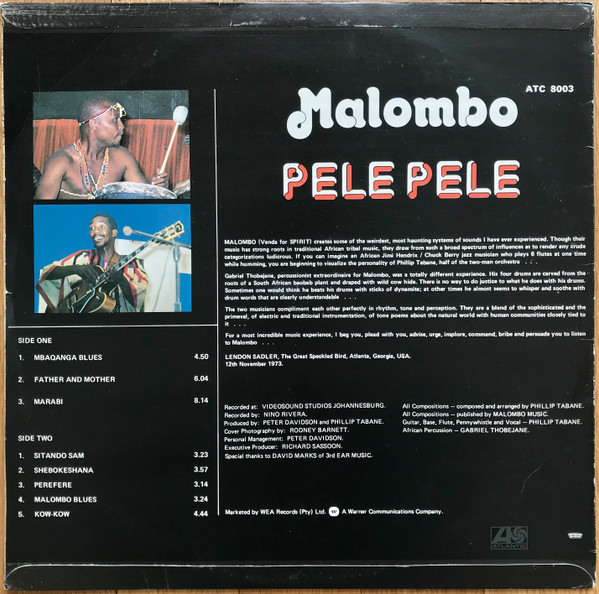 ATC 8003
Malombo
PELE PELE
MALOMBO (Venda for SPIRIT) creates some of the weirdest, most haunting systems of sounds I have ever experienced. Though their
music has strong roots in traditional African tribal music, they draw from such a broad spectrum of influences as to render any crude
categorizations ludicrous. If you can imagine an African Jimi Hendrix / Chuck Berry jazz musician who plays 6 flutes at one time
while humming, you are beginning to visualize the personality of Phillip Tabane, half of the two-man orchestra . . .
Gabriel Thobejane, percussionist extraordinaire for Malombo, was a totally different experience. His four drums are carved from the
roots of a South African baobab plant and draped with wild cow hide. There is no way to do justice to what he does with his drums.
Sometimes one would think he beats his drums with sticks of dynamite; at other times he almost seems to whisper and soothe with
drum words that are clearly understandable . . .
The two musicians compliment each other perfectly in rhythm, tone and perception. They are a blend of the sophisticated and the
primeval, of electric and traditional instrumentation, of tone poems about the natural world with human communities closely tied to
it . . .
For a most incredible music experience, I beg you, plead with you, advise, urge, implore, command, bribe and persuade you to listen
to Malombo . . .
LENDON SADLER, The Great Speckled Bird, Atlanta, Georgia, USA.
12th November 1973.
SIDE ONE
1. MBAQANGA BLUES 4.50
2. FATHER AND MOTHER 6.04
3. MARABI 8.14
SIDE TWO
1. SITANDO SAM 3.23
2. SHEBOKESHANA 3.57
3. PEREFERE 3.14
4. MALOMBO BLUES 3.24
5. KOW-KOW 4.44
Recorded at: VIDEOSOUND STUDIOS JOHANNESBURG.
Recorded by: NINO RIVERA.
Produced by: PETER DAVIDSON and PHILLIP TABANE.
Cover Photography by: RODNEY BARNETT.
Personal Management: PETER DAVIDSON.
Executive Producer: RICHARD SASSOON.
Special thanks to DAVID MARKS of 3rd EAR MUSIC.
All Compositions – composed and arranged by PHILLIP TABANE.
All Compositions – published by MALOMBO MUSIC.
Guitar, Base, Flute, Pennywhistle and Vocal – PHILLIP TABANE.
African Percussion – GABRIEL THOBEJANE.
Marketed by WEA Records (Pty) Ltd. A Warner Communications Company.
ATLANTIC